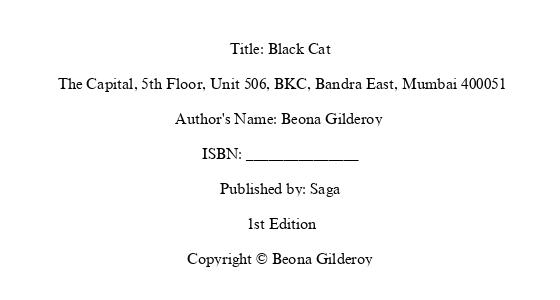 Title: Black Cat
The Capital, 5th Floor, Unit 506, BKC, Bandra East, Mumbai 400051
Author's Name: Beona Gilderoy
ISBN: _______________
Published by: Saga
1st Edition
Copyright © Beona Gilderoy